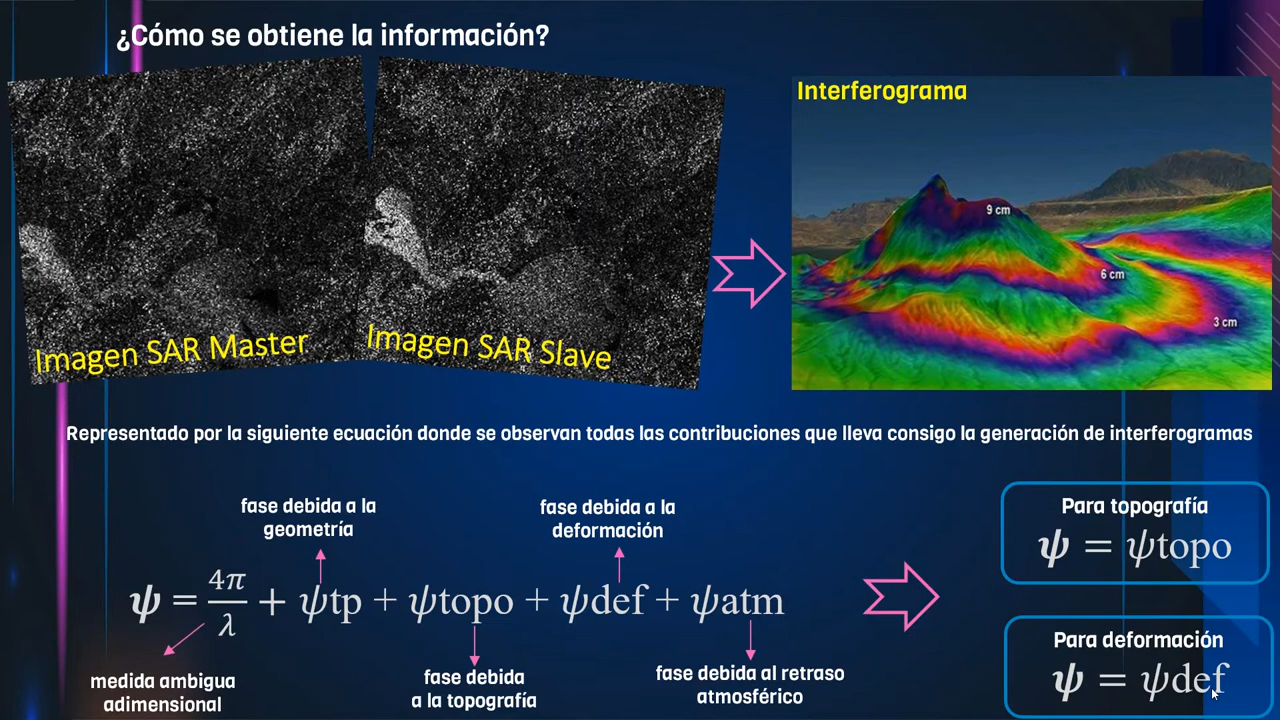 ¿Cómo se obtiene la información?
Imagen SAR Master
Imagen SAR Slave
Interferograma
9 cm
6 cm
3 cm
Representado por la siguiente ecuación donde se observan todas las contribuciones que lleva consigo la generación de interferogramas
fase debida a la
geometría
fase debida a la
deformación
ψ = 4π/λ + ψtp + ψtopo + ψdef + ψatm
medida ambigua
adimensional
fase debida
a la topografía
fase debida al retraso
atmosférico
Para topografía
ψ = ψtopo
Para deformación
ψ = ψdef